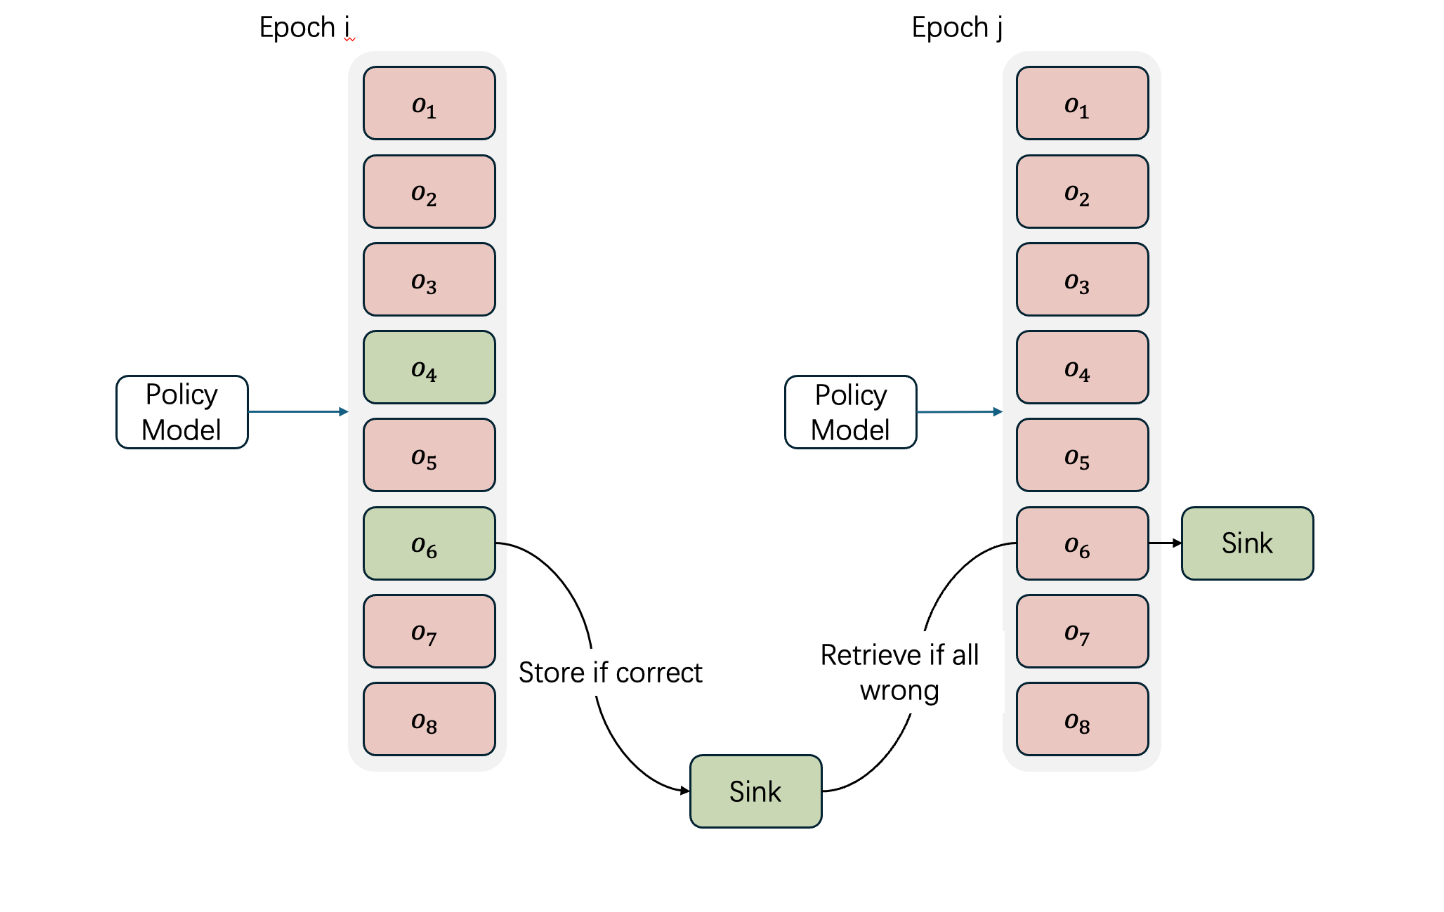 Epoch i
Epoch j
o₁
o₂
o₃
o₄
o₅
o₆
o₇
o₈
Policy
Model
Store if correct
Sink
Retrieve if all
wrong
Policy
Model
o₁
o₂
o₃
o₄
o₅
o₆
o₇
o₈
Sink